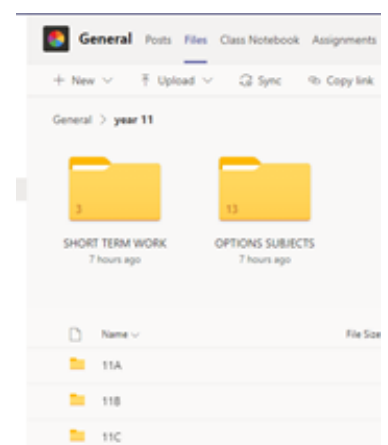 General Posts Files Class Notebook Assignments
+ New Upload Sync Copy link
General > year 11
3 13
SHORT TERM WORK OPTIONS SUBJECTS
7 hours ago 7 hours ago
Name File Size
11A
11B
11C